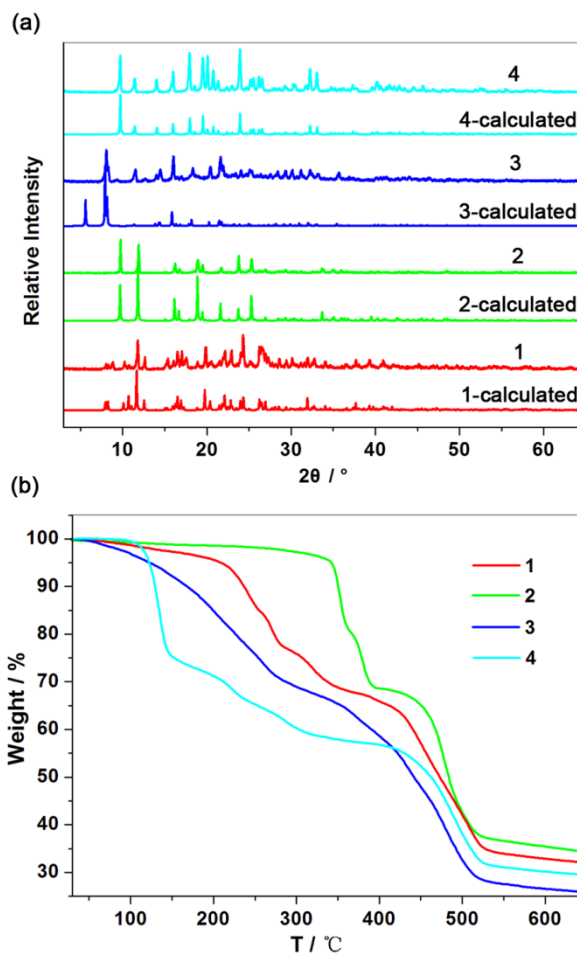 (a)
4
4-calculated
3
3-calculated
2
2-calculated
1
1-calculated
Relative Intensity
10 20 30 40 50 60
2θ / °
(b)
100
90
80
70
60
50
40
30
Weight / %
1
2
3
4
100 200 300 400 500 600
T / ℃